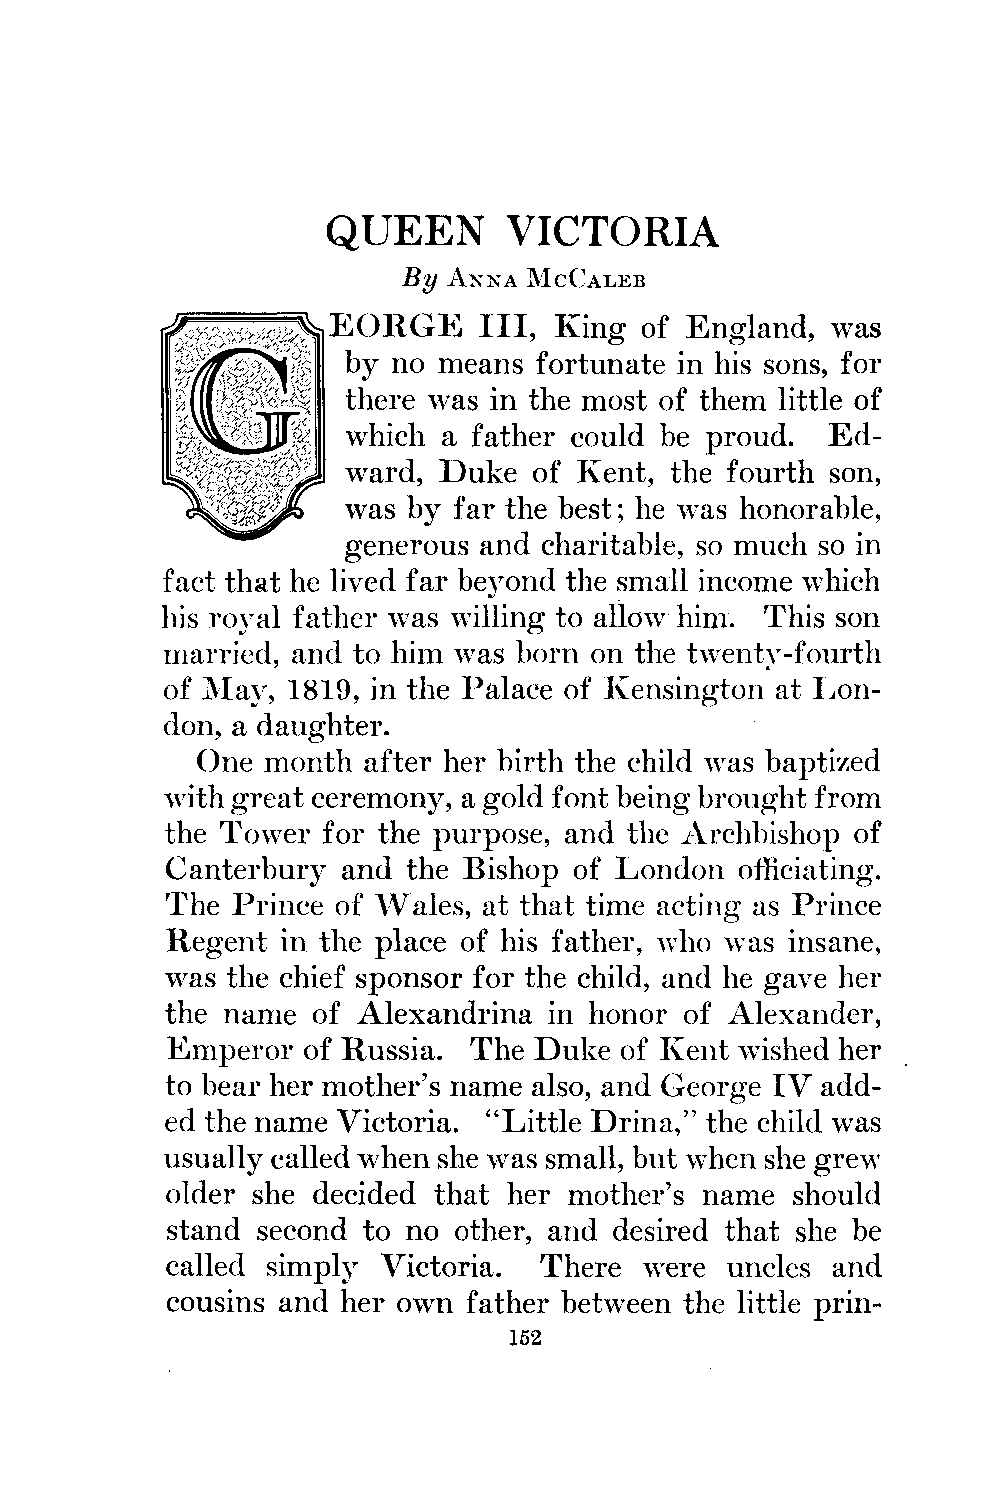 QUEEN VICTORIA
By ANNA MCCALEB
GEORGE III, King of England, was
by no means fortunate in his sons, for
there was in the most of them little of
which a father could be proud. Ed-
ward, Duke of Kent, the fourth son,
was by far the best; he was honorable,
generous and charitable, so much so in
fact that he lived far beyond the small income which
his royal father was willing to allow him. This son
married, and to him was born on the twenty-fourth
of May, 1819, in the Palace of Kensington at Lon-
don, a daughter.
One month after her birth the child was baptized
with great ceremony, a gold font being brought from
the Tower for the purpose, and the Archbishop of
Canterbury and the Bishop of London officiating.
The Prince of Wales, at that time acting as Prince
Regent in the place of his father, who was insane,
was the chief sponsor for the child, and he gave her
the name of Alexandrina in honor of Alexander,
Emperor of Russia. The Duke of Kent wished her
to bear her mother's name also, and George IV add-
ed the name Victoria. "Little Drina," the child was
usually called when she was small, but when she grew
older she decided that her mother's name should
stand second to no other, and desired that she be
called simply Victoria. There were uncles and
cousins and her own father between the little prin-
152